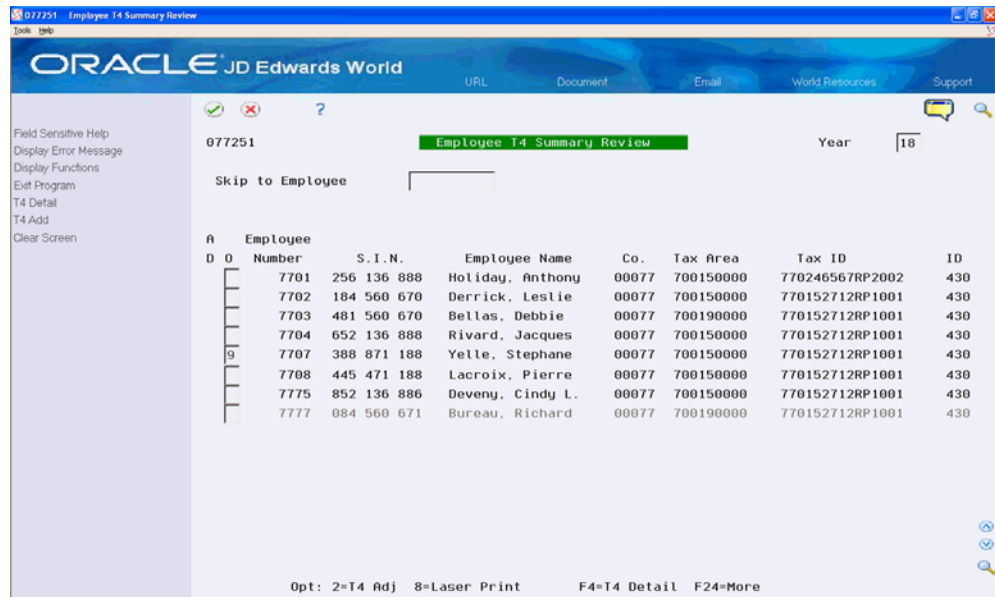 077251 Employee T4 Summary Review
Tools Help
ORACLE JD Edwards World
URL Document Email World Resources Support
Field Sensitive Help
Display Error Message
Display Functions
Exit Program
T4 Detail
T4 Add
Clear Screen
?
077251 Employee T4 Summary Review Year 18
Skip to Employee
A Employee
D O Number S.I.N. Employee Name Co. Tax Area Tax ID ID
7701 256 136 888 Holiday, Anthony 00077 700150000 770246567RP2002 430
7702 184 560 670 Derrick, Leslie 00077 700150000 770152712RP1001 430
7703 481 560 670 Bellas, Debbie 00077 700190000 770152712RP1001 430
7704 652 136 888 Rivard, Jacques 00077 700150000 770152712RP1001 430
9 7707 388 871 188 Yelle, Stephane 00077 700150000 770152712RP1001 430
7708 445 471 188 Lacroix, Pierre 00077 700150000 770152712RP1001 430
7775 852 136 886 Deveny, Cindy L. 00077 700150000 770152712RP1001 430
7777 084 560 671 Bureau, Richard 00077 700190000 770152712RP1001 430
Opt: 2=T4 Adj 8=Laser Print F4=T4 Detail F24=More